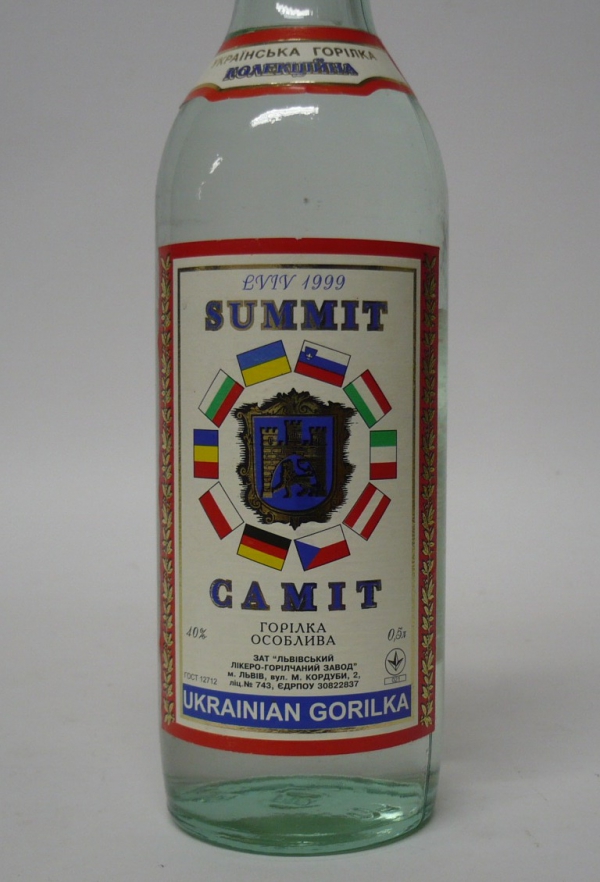 УКРАЇНСЬКА ГОРІЛКА
КОЛЕКЦІЙНА
LVIV 1999
SUMMIT
САМІТ
ГОРІЛКА
ОСОБЛИВА
40%
0,5л
ЗАТ "ЛЬВІВСЬКИЙ
ЛІКЕРО-ГОРІЛЧАНИЙ ЗАВОД"
м. ЛЬВІВ, вул. М. КОРДУБИ, 2,
ліц.№ 743, ЄДРПОУ 30822837
ГОСТ 12712
UKRAINIAN GORILKA